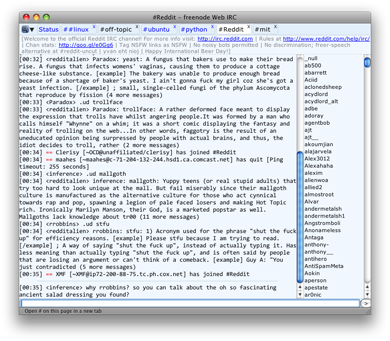 #Reddit – freenode Web IRC
Status #linux #off-topic #ubuntu #python #Reddit #mit
[Welcome to the official Reddit IRC channel! For more info visit: http://irc.reddit.com | Rules at http://www.reddit.com/help/irc/
| Chan stats: http://goo.gl/eOGg6 | Tag NSFW links as NSFW | No noisy bots permitted | No discrimination; free-speech
alternative at #reddit-uncut | | Happy International Beer Day!]
[00:32] <redditalien> Paradox: yeast: A fungus that bakers use to make their bread
rise. A fungus that infects womens' vaginas, causing them to produce a cottage
cheese-like substance. [example] The bakery was unable to produce enough bread
because of a shortage of baker's yeast. I ain't gonna fuck my girl coz she's got a
yeast infection. [/example] , small, single-celled fungi of the phylum Ascomycota
that reproduce by fission (4 more messages)
[00:33] <Paradox> .ud trollface
[00:33] <redditalien> Paradox: trollface: A rather deformed face meant to display
the expression that trolls have whilst angering people.It was formed by a man who
calls himself "Whynne" on a whim; it was a short comic displaying the fantasy and
reality of trolling on the web...In other words, faggotry is the result of an
uneducated opinion being surpressed by people with actual brains, and thus, the
idiot decides to troll, often unsuccessfully. (11 more messages)
[00:34] == Clerisy [~OCD@unaffiliated/clerisy] has joined #Reddit
[00:34] == maahes [~maahes@c-71-204-132-244.hsd1.ca.comcast.net] has quit [Ping
timeout: 255 seconds]
[00:34] <inference> .ud mallgoth
[00:34] <redditalien> inference: mallgoth: Yuppy teens (or real stupid adults) that
try too hard to look unique at the mall. But fail miserably since their mallgoth
culture is manufactured as the alternative culture for those who act cynnical
towards rap and pop, spawning a legion of pale faced losers and making Hot Topic
rich. Ironically Marilyn Manson, their God, is a marketed popstar as well.
Mallgoths lack knowledge about tr00 (11 more messages)
[00:34] <rrobbins> .ud stfu
[00:34] <redditalien> rrobbins: stfu: 1) Acronym used for the phrase "shut the fuck
up" for efficiency reasons. [example] Please stfu because I am trying to read.
[/example] A way of saying "shut the fuck up", instead of actually typing it. Has
less meaning than actually typing "shut the fuck up", and is often said by people
that are losing an argument or can't think of a comeback. [example] Guy A: "You
just contradicted (5 more messages)
[00:35] == XMF [~XMF@ip72-200-88-75.tc.ph.cox.net] has joined #Reddit
[00:35] <inference> why rrobbins? so you can talk about the oh so fascinating
ancient salad dressing you found?
_null
ab500
abarrett
Acid
aclonedsheep
acydlord
acydlord_alt
adbe
adoray
agentbob
ajt
ajt__
akoumjian
alajarvela
Alex3012
Alexahaha
alexim
alienwoa
allied2
almostroot
Alvar
andermatelsh
andermetalsh
Angstromboli
Anonameless
antaga
anthony-
anthony__
antihero
AntiSpamMeta
Aokin
aperson
apestate
ar0nic
Open # on this page in a new tab